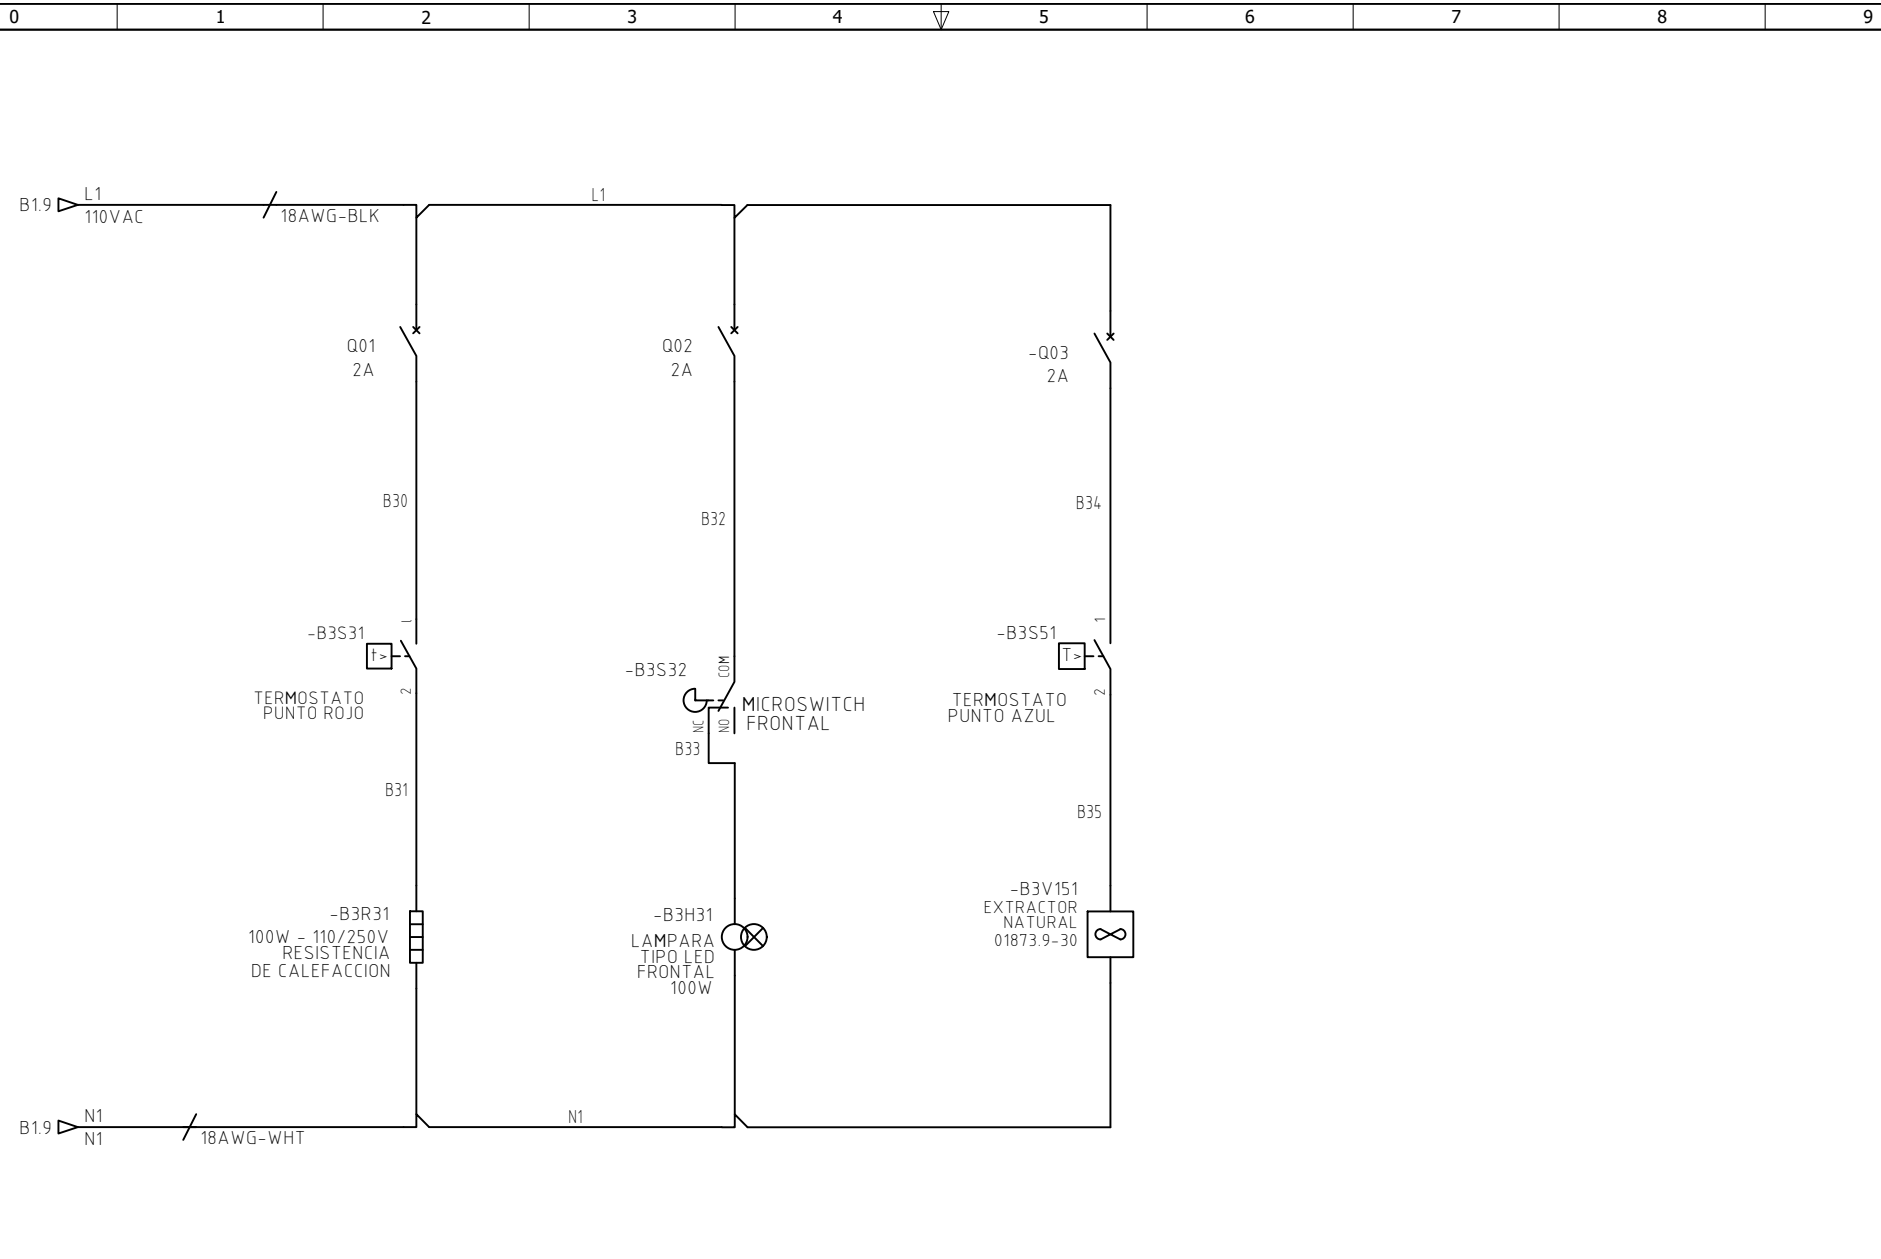 0 1 2 3 4 5 6 7 8 9
B1.9 L1
110VAC
18AWG-BLK
L1
Q01
2A
Q02
2A
-Q03
2A
B30
B32
B34
-B3S31
1
t>
2
TERMOSTATO
PUNTO ROJO
-B3S32
COM
NC
NO
MICROSWITCH
FRONTAL
B33
-B3S51
1
T>
2
TERMOSTATO
PUNTO AZUL
B31
B35
-B3R31
100W - 110/250V
RESISTENCIA
DE CALEFACCION
-B3H31
LAMPARA
TIPO LED
FRONTAL
100W
-B3V151
EXTRACTOR
NATURAL
01873.9-30
B1.9 N1
N1
18AWG-WHT
N1